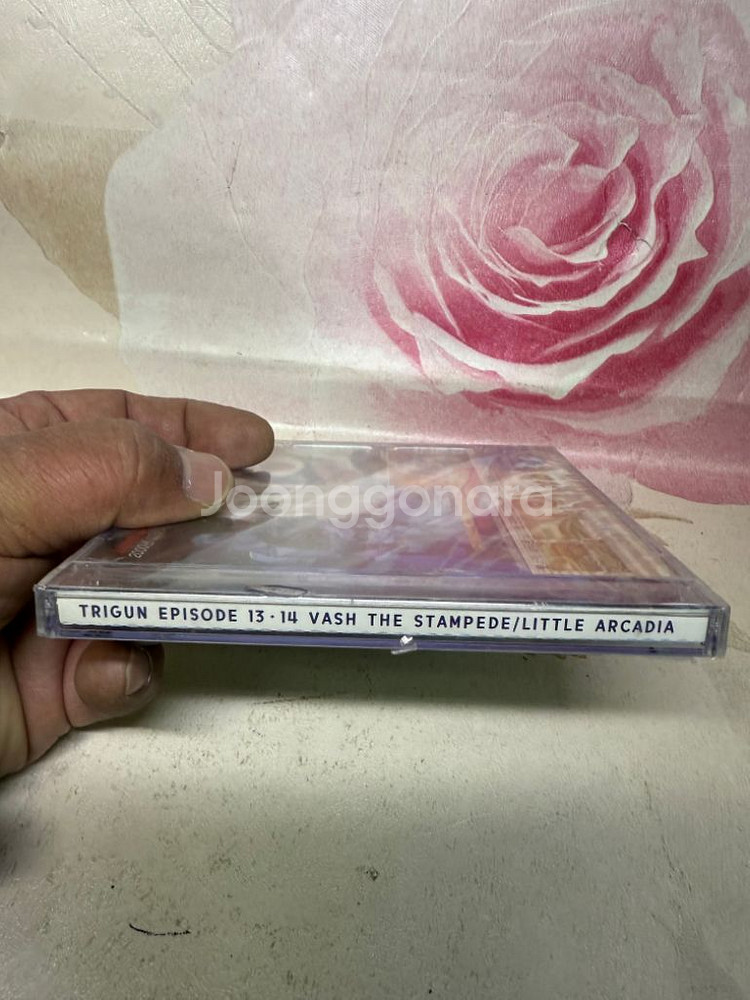 Joonggonara
TRIGUN EPISODE 13·14 VASH THE STAMPEDE/LITTLE ARCADIA